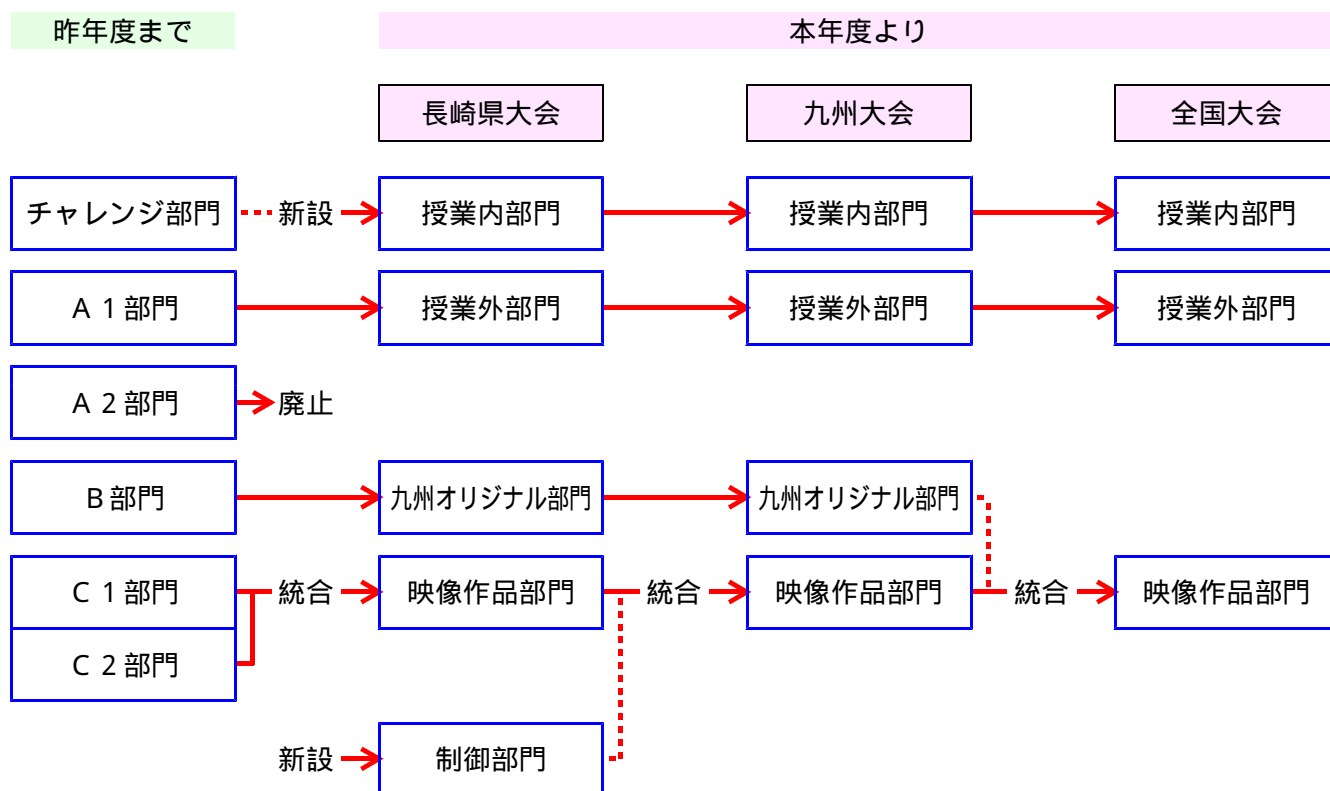 昨年度まで
本年度より
長崎県大会
九州大会
全国大会
チャレンジ部門
新設
授業内部門
授業内部門
授業内部門
A1部門
授業外部門
授業外部門
授業外部門
A2部門
廃止
B部門
九州オリジナル部門
九州オリジナル部門
C1部門
統合
映像作品部門
統合
映像作品部門
統合
映像作品部門
C2部門
新設
制御部門